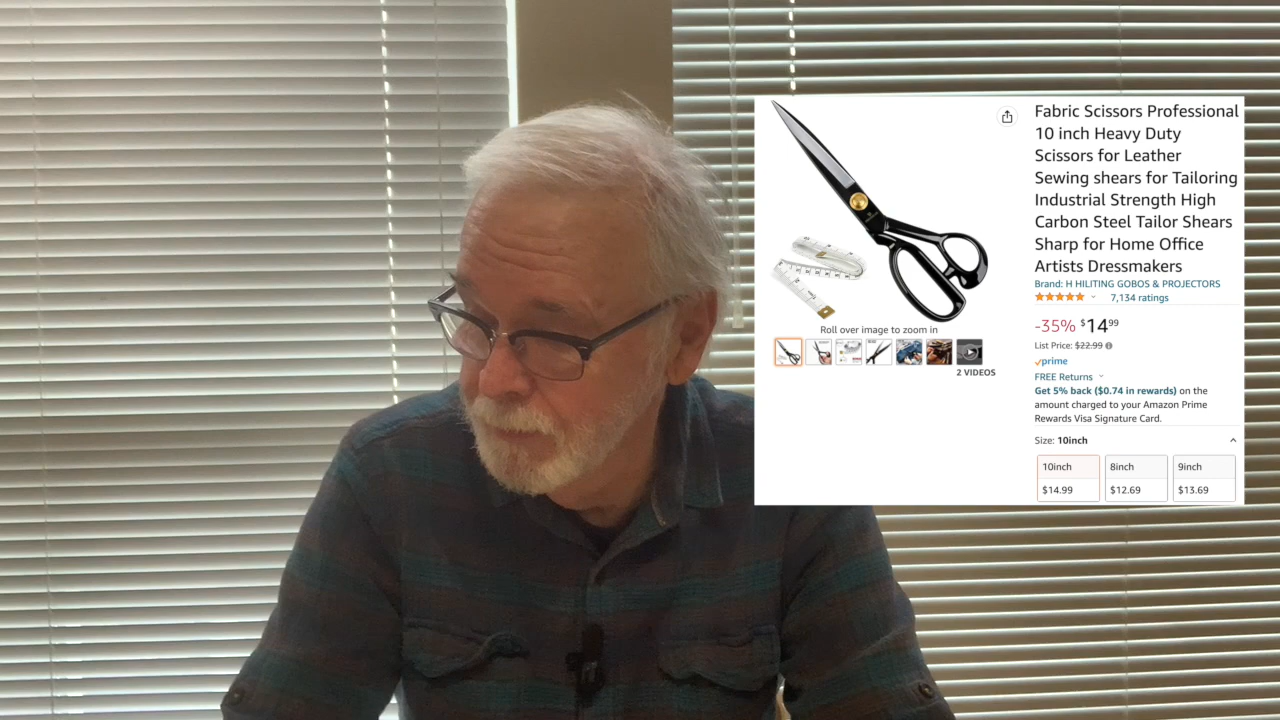 Fabric Scissors Professional
10 inch Heavy Duty
Scissors for Leather
Sewing shears for Tailoring
Industrial Strength High
Carbon Steel Tailor Shears
Sharp for Home Office
Artists Dressmakers
Brand: H HILITING GOBOS & PROJECTORS
7,134 ratings
-35% $14 99
List Price: $22.99
prime
FREE Returns
Get 5% back ($0.74 in rewards) on the
amount charged to your Amazon Prime
Rewards Visa Signature Card.
Size: 10inch
10inch 8inch 9inch
$14.99 $12.69 $13.69
Roll over image to zoom in
2 VIDEOS